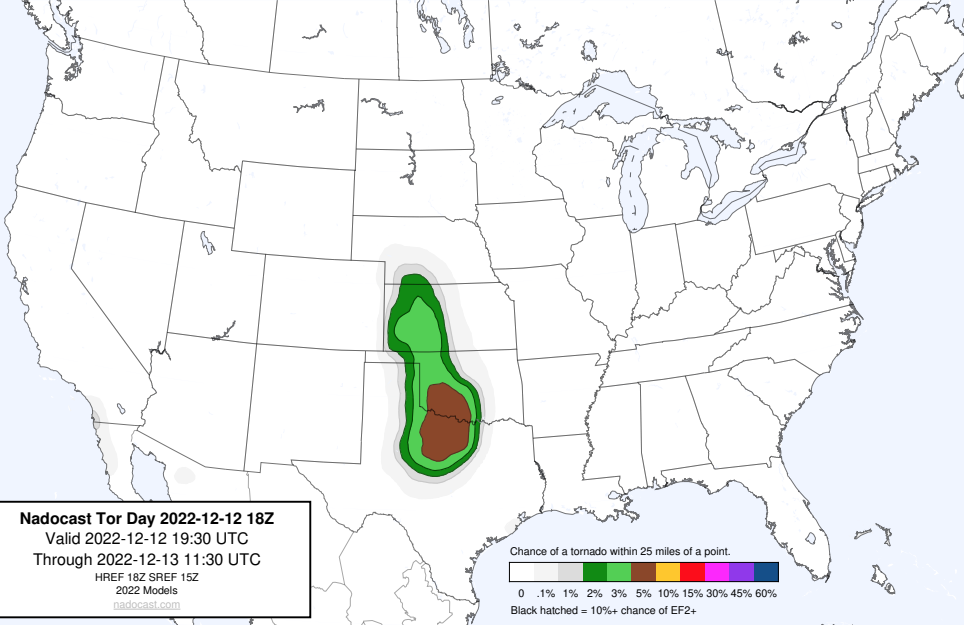 Nadocast Tor Day 2022-12-12 18Z
Valid 2022-12-12 19:30 UTC
Through 2022-12-13 11:30 UTC
HREF 18Z SREF 15Z
2022 Models
nadocast.com
Chance of a tornado within 25 miles of a point.
0 .1% 1% 2% 3% 5% 10% 15% 30% 45% 60%
Black hatched = 10%+ chance of EF2+